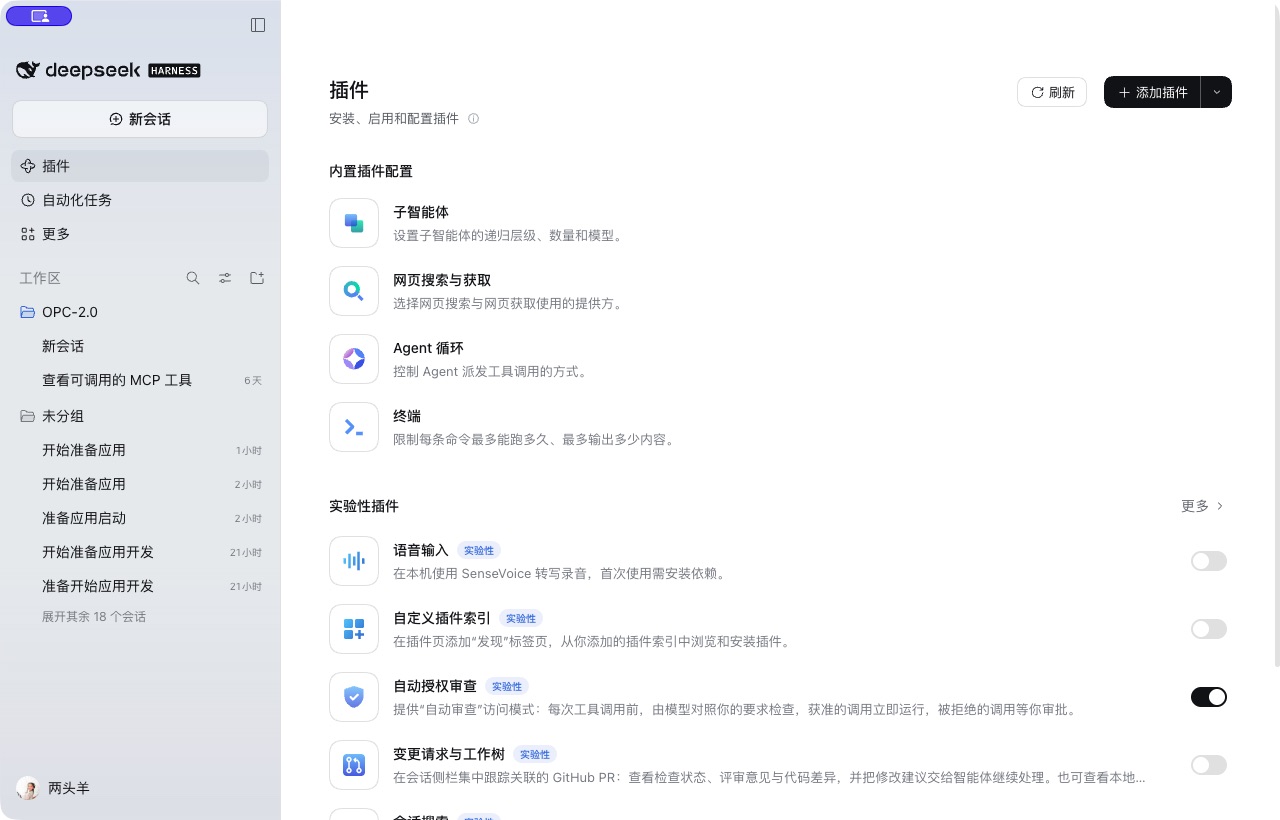 deepseek HARNESS
新会话
插件
自动化任务
更多
工作区
OPC-2.0
新会话
查看可调用的 MCP 工具 6天
未分组
开始准备应用 1小时
开始准备应用 2小时
准备应用启动 2小时
开始准备应用开发 21小时
准备开始应用开发 21小时
展开其余 18 个会话
两头羊
插件
安装、启用和配置插件
刷新
添加插件
内置插件配置
子智能体
设置子智能体的递归层级、数量和模型。
网页搜索与获取
选择网页搜索与网页获取使用的提供方。
Agent 循环
控制 Agent 派发工具调用的方式。
终端
限制每条命令最多能跑多久、最多输出多少内容。
实验性插件 更多
语音输入 实验性
在本机使用 SenseVoice 转写录音，首次使用需安装依赖。
自定义插件索引 实验性
在插件页添加“发现”标签页，从你添加的插件索引中浏览和安装插件。
自动授权审查 实验性
提供“自动审查”访问模式：每次工具调用前，由模型对照你的要求检查，获准的调用立即运行，被拒绝的调用等你审批。
变更请求与工作树 实验性
在会话侧栏集中跟踪关联的 GitHub PR：查看检查状态、评审意见与代码差异，并把修改建议交给智能体继续处理。也可查看本地...